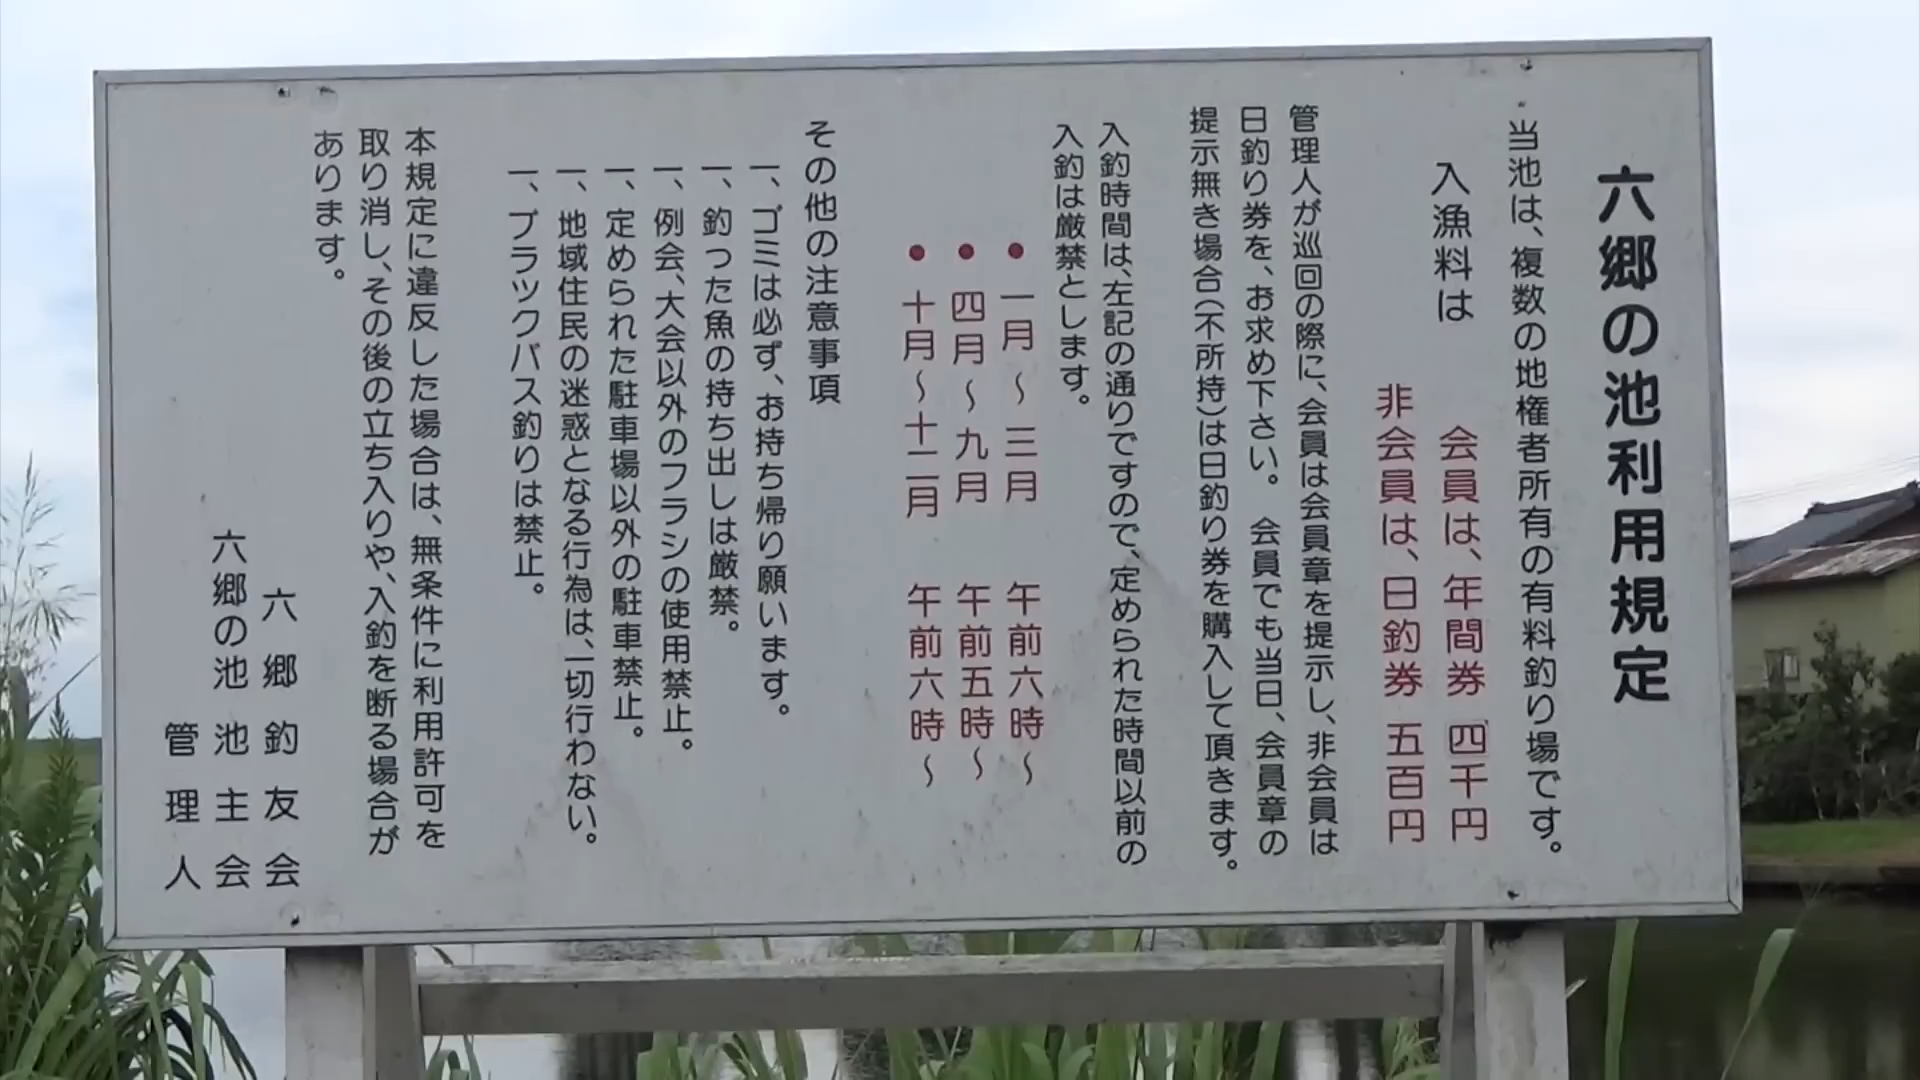 六郷の池利用規定
当池は、複数の地権者所有の有料釣り場です。
入漁料は　会員は、年間券 四千円
非会員は、日釣券 五百円
管理人が巡回の際に、会員は会員章を提示し、非会員は
日釣り券を、お求め下さい。 会員でも当日、会員章の
提示無き場合(不所持)は日釣り券を購入して頂きます。
入釣時間は、左記の通りですので、定められた時間以前の
入釣は厳禁とします。
●一月～三月　午前六時～
●四月～九月　午前五時～
●十月～十二月　午前六時～
その他の注意事項
一、ゴミは必ず、お持ち帰り願います。
一、釣った魚の持ち出しは厳禁。
一、例会、大会以外のフラシの使用禁止。
一、定められた駐車場以外の駐車禁止。
一、地域住民の迷惑となる行為は、一切行わない。
一、ブラックバス釣りは禁止。
本規定に違反した場合は、無条件に利用許可を
取り消し、その後の立ち入りや、入釣を断る場合が
あります。
六郷釣友会
六郷の池 池主会
管理人